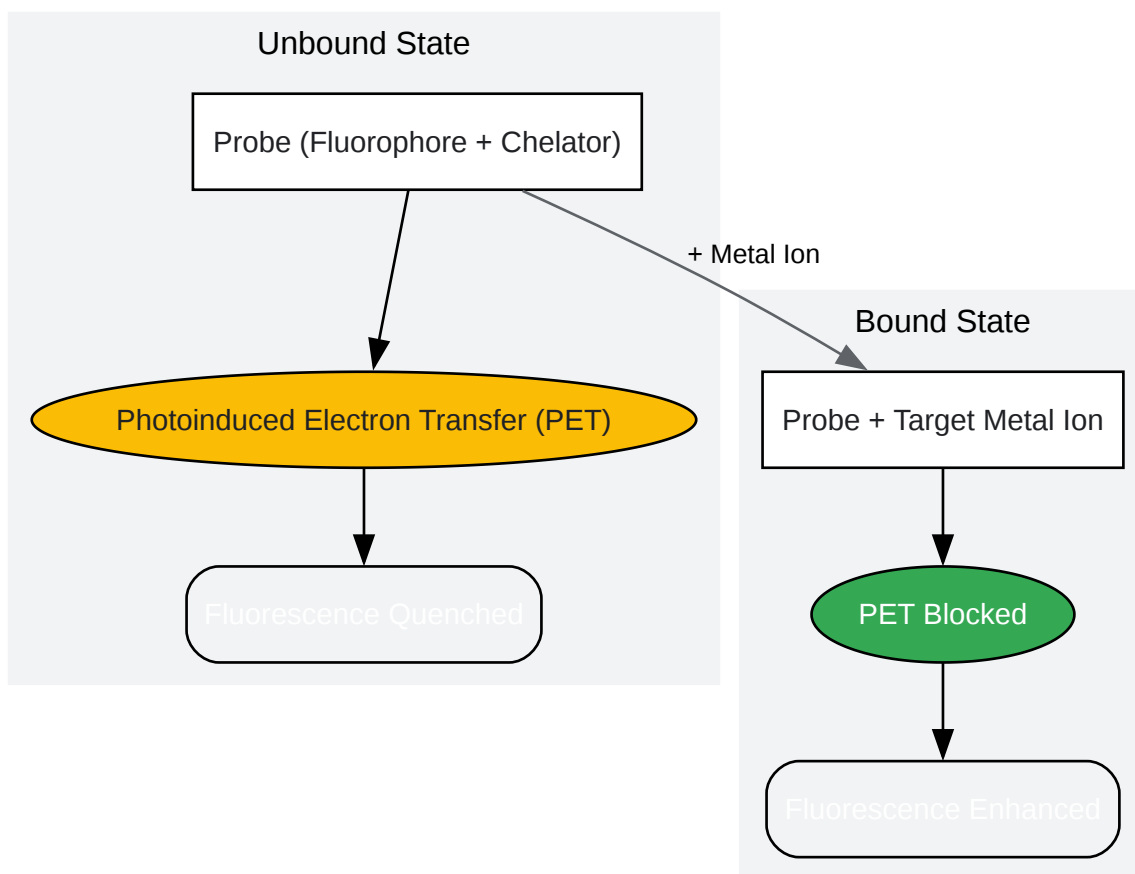 Unbound State
Probe (Fluorophore + Chelator)
+ Metal Ion
Bound State
Photoinduced Electron Transfer (PET)
Probe + Target Metal Ion
Fluorescence Quenched
PET Blocked
Fluorescence Enhanced